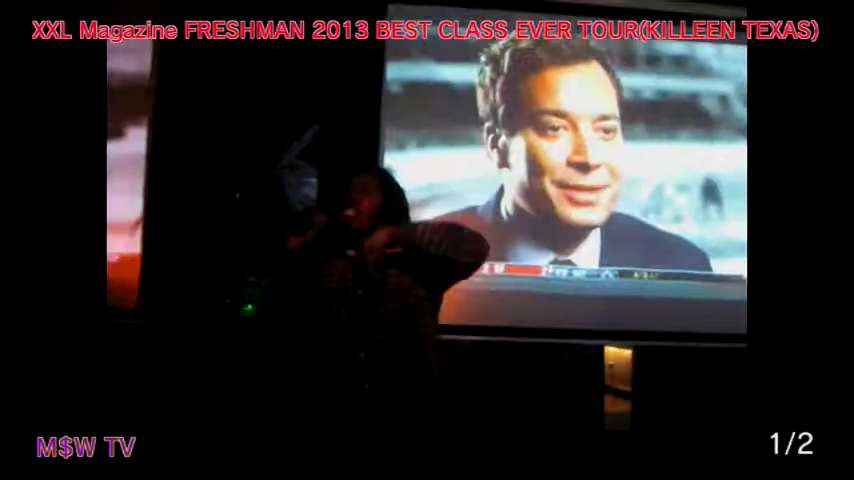 XXL Magazine FRESHMAN 2013 BEST CLASS EVER TOUR(KILLEEN TEXAS)
M$W TV
1/2